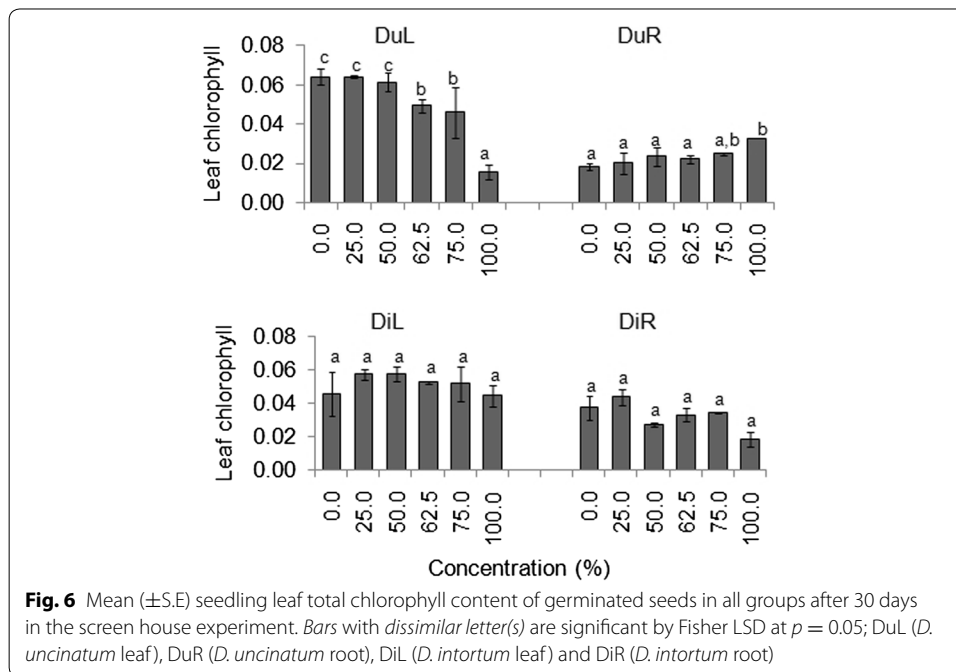 DuL DuR
Leaf chlorophyll
0.08
0.06
0.04
0.02
0.00
c c c b b a
a a a a a,b b
0.0 25.0 50.0 62.5 75.0 100.0
0.0 25.0 50.0 62.5 75.0 100.0
DiL DiR
Leaf chlorophyll
0.08
0.06
0.04
0.02
0.00
a a a a a a
a a a a a a
0.0 25.0 50.0 62.5 75.0 100.0
0.0 25.0 50.0 62.5 75.0 100.0
Concentration (%)
Fig. 6 Mean (±S.E) seedling leaf total chlorophyll content of germinated seeds in all groups after 30 days
in the screen house experiment. Bars with dissimilar letter(s) are significant by Fisher LSD at p = 0.05; DuL (D.
uncinatum leaf), DuR (D. uncinatum root), DiL (D. intortum leaf) and DiR (D. intortum root)